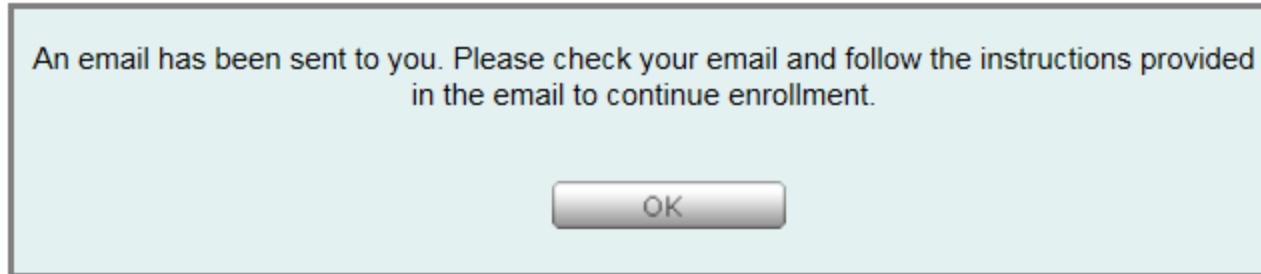 An email has been sent to you. Please check your email and follow the instructions provided
in the email to continue enrollment.
OK